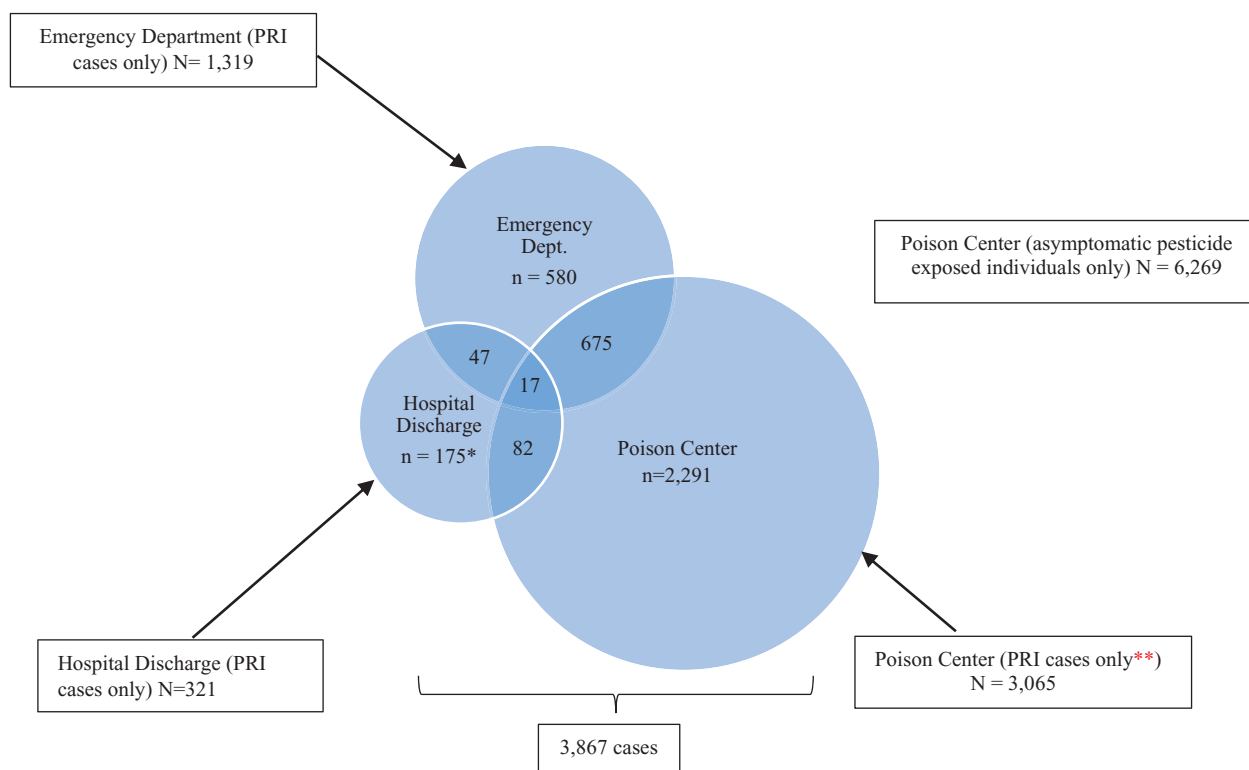 Emergency Department (PRI
cases only) N= 1,319
Emergency
Dept.
n = 580
Poison Center (asymptomatic pesticide
exposed individuals only) N = 6,269
675
47
17
Hospital
Discharge
n = 175*
82
Poison Center
n=2,291
Hospital Discharge (PRI
cases only) N=321
Poison Center (PRI cases only**)
N = 3,065
3,867 cases